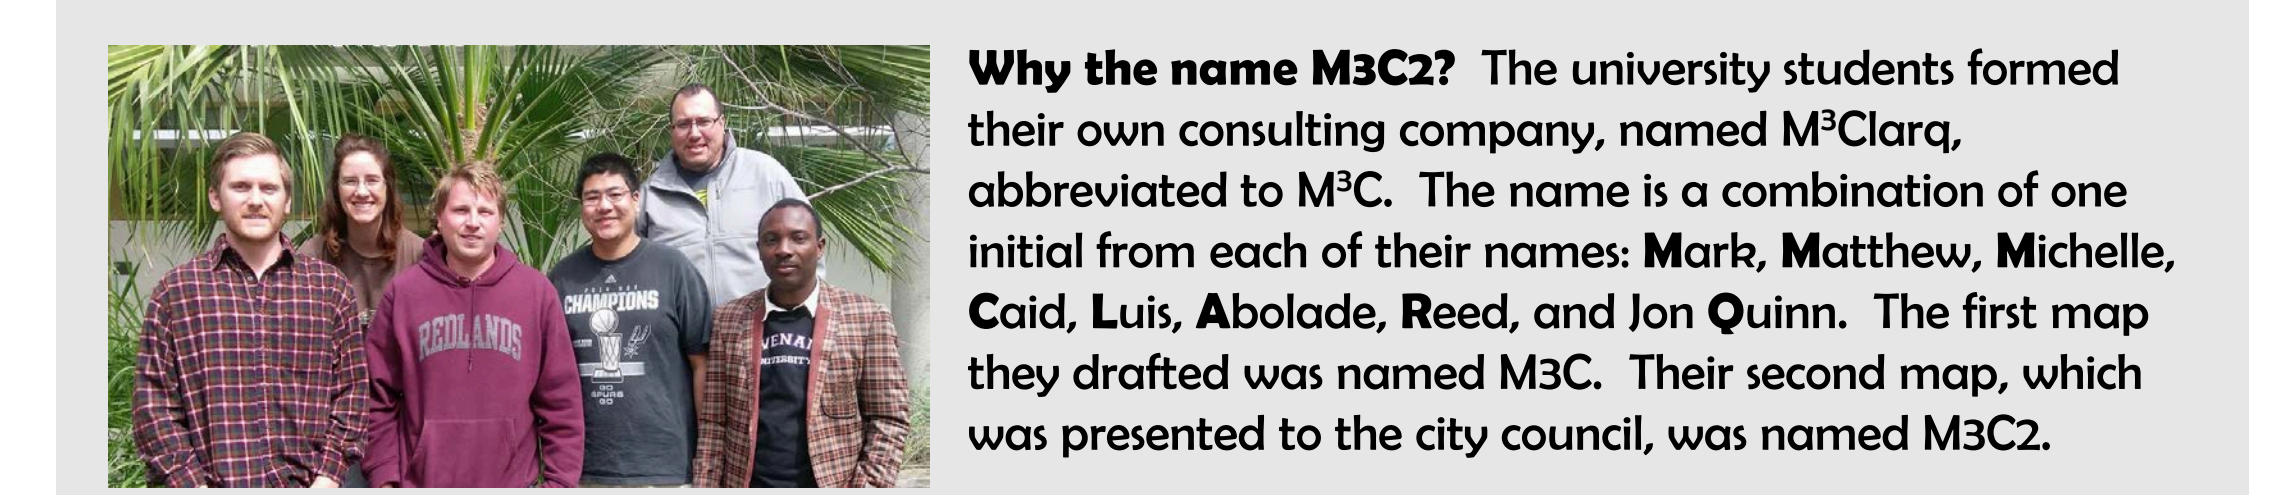 Why the name M3C2? The university students formed
their own consulting company, named M³Clarq,
abbreviated to M³C. The name is a combination of one
initial from each of their names: Mark, Matthew, Michelle,
Caid, Luis, Abolade, Reed, and Jon Quinn. The first map
they drafted was named M3C. Their second map, which
was presented to the city council, was named M3C2.
REDLANDS
CHAMPIONS
GO
SPURS
GO